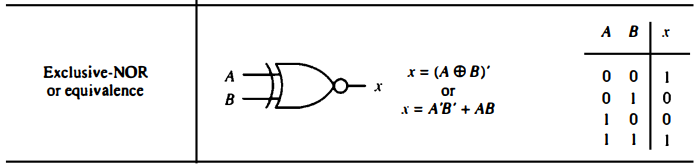 A B x
Exclusive-NOR
or equivalence
A
B
x
x = (A ⊕ B)′
or
x = A′B′ + AB
0 0 1
0 1 0
1 0 0
1 1 1